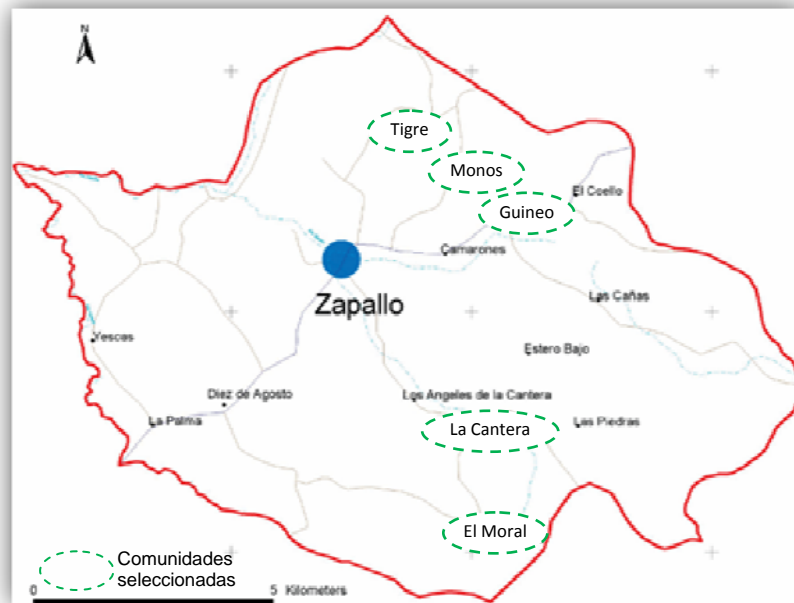 N
Tigre
Monos
El Coello
Guineo
Camarones
Zapallo
Las Cañas
Yescas
Estero Bajo
Diez de Agosto
Los Angeles de la Cantera
La Palma
La Cantera
Las Piedras
El Moral
Comunidades
seleccionadas
0 5 Kilometers